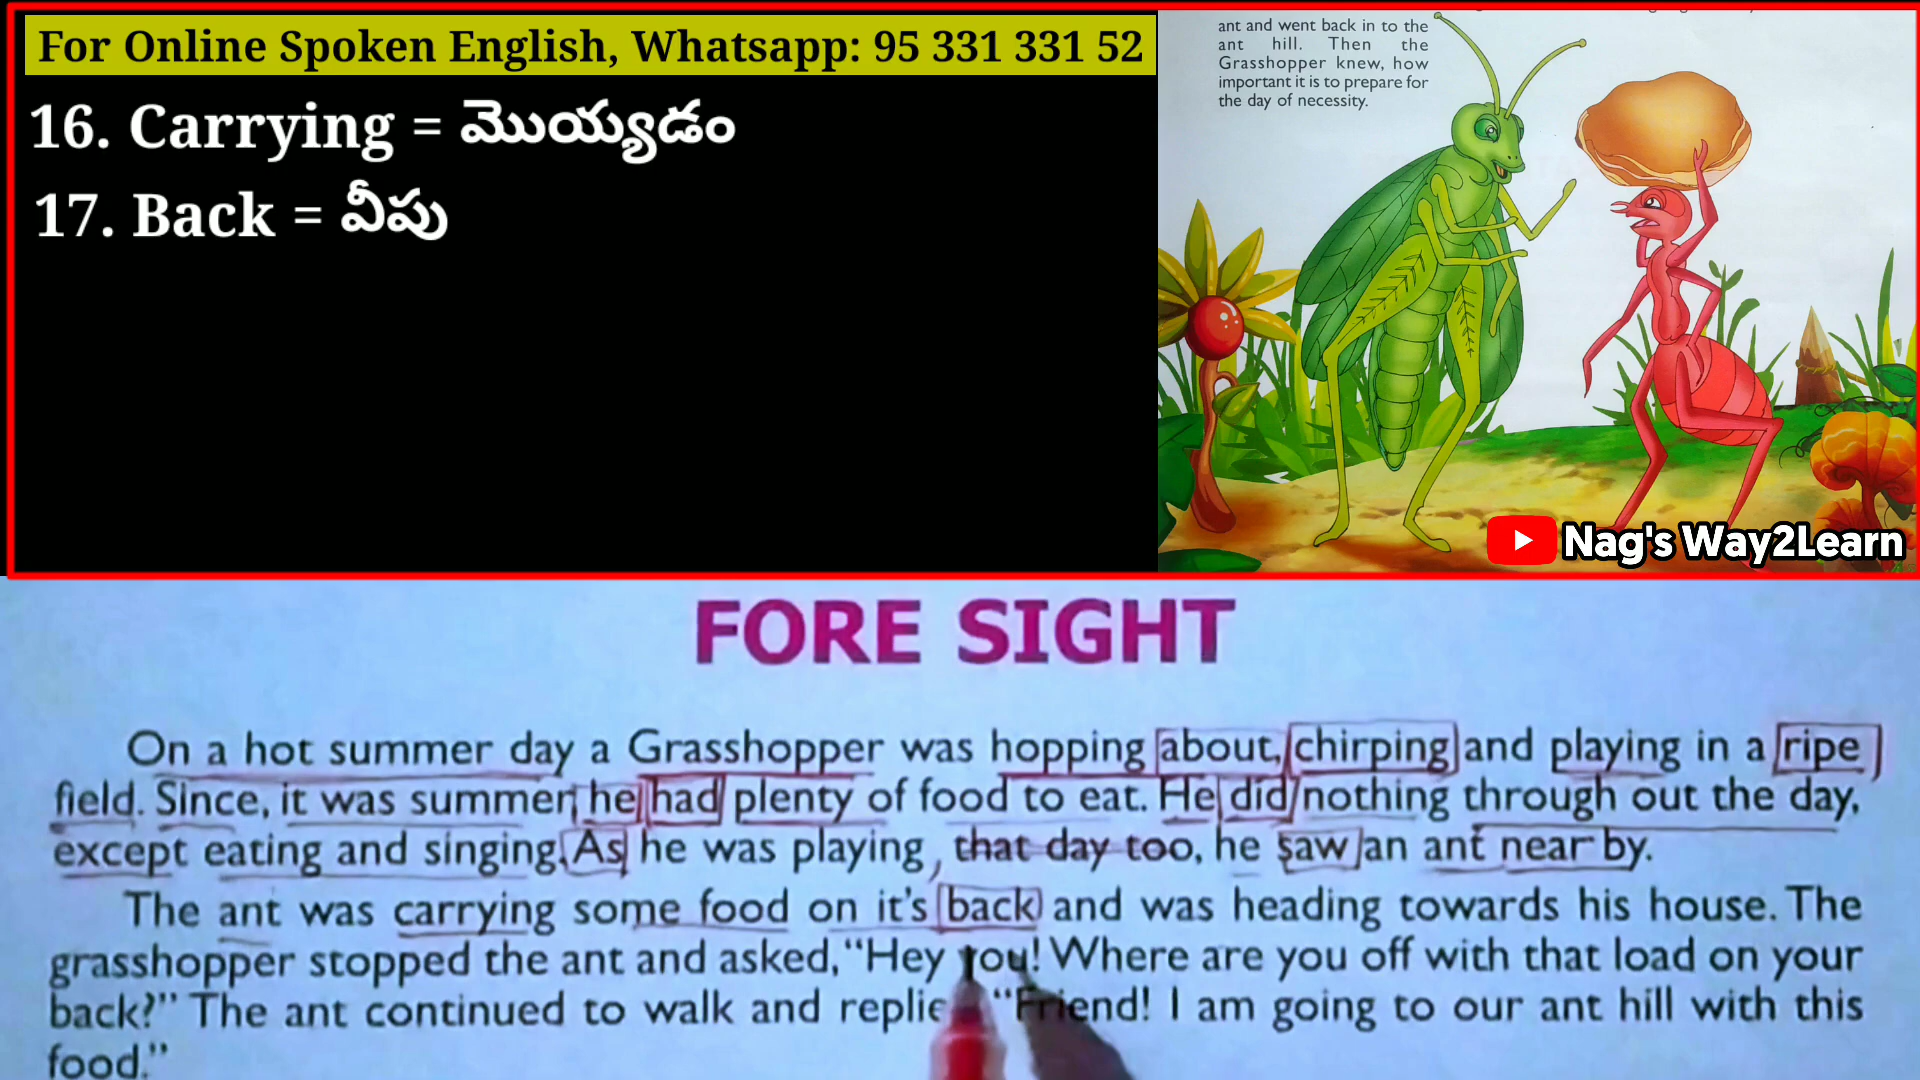 For Online Spoken English, Whatsapp: 95 331 331 52
16. Carrying = మొయ్యడం
17. Back = వీపు
ant and went back in to the
ant hill. Then the
Grasshopper knew, how
important it is to prepare for
the day of necessity.
Nag's Way2Learn
FORE SIGHT
On a hot summer day a Grasshopper was hopping about, chirping and playing in a ripe
field. Since, it was summer, he had plenty of food to eat. He did nothing through out the day,
except eating and singing. As he was playing, that day too, he saw an ant near by.
The ant was carrying some food on it's back and was heading towards his house. The
grasshopper stopped the ant and asked, "Hey you! Where are you off with that load on your
back?" The ant continued to walk and replie "Friend! I am going to our ant hill with this
food."